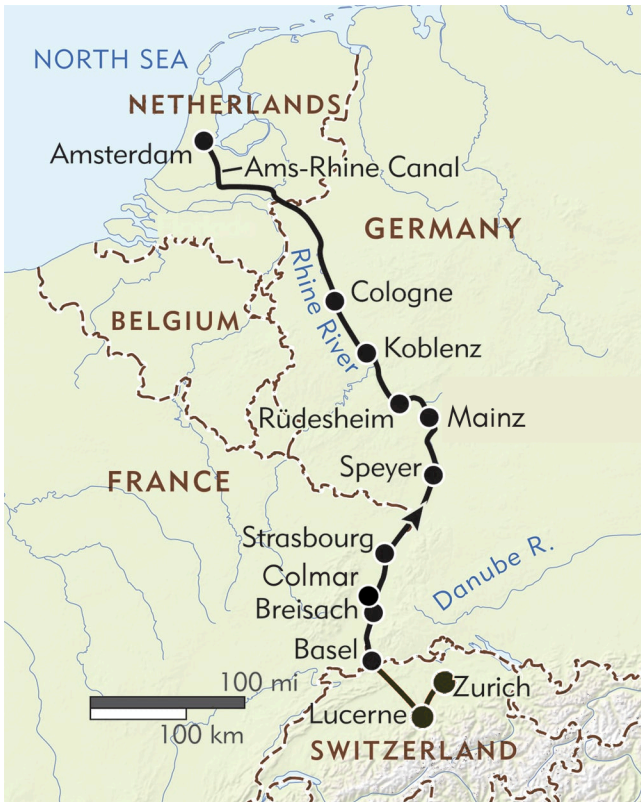 NORTH SEA
NETHERLANDS
Amsterdam
Ams-Rhine Canal
GERMANY
Rhine River
Cologne
BELGIUM
Koblenz
Rüdesheim
Mainz
Speyer
FRANCE
Strasbourg
Danube R.
Colmar
Breisach
Basel
Zurich
100 mi
Lucerne
100 km
SWITZERLAND